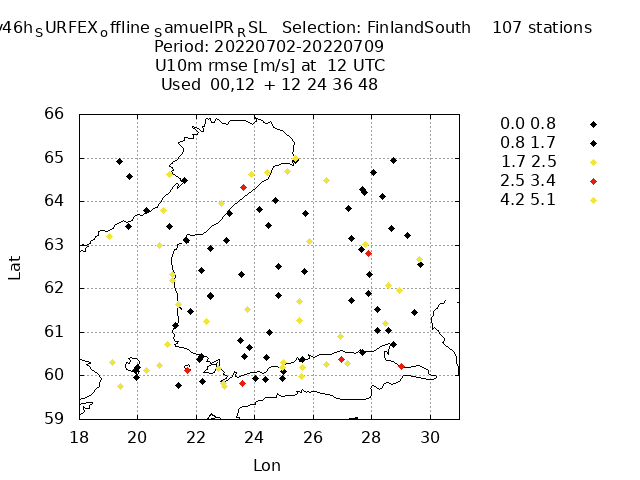 v46h_SURFEX_offline_SamuelPR_RSL Selection: FinlandSouth 107 stations
Period: 20220702-20220709
U10m rmse [m/s] at 12 UTC
Used 00,12 + 12 24 36 48
66
65
64
63
62
61
60
59
18 20 22 24 26 28 30
Lat
Lon
0.0 0.8
0.8 1.7
1.7 2.5
2.5 3.4
4.2 5.1